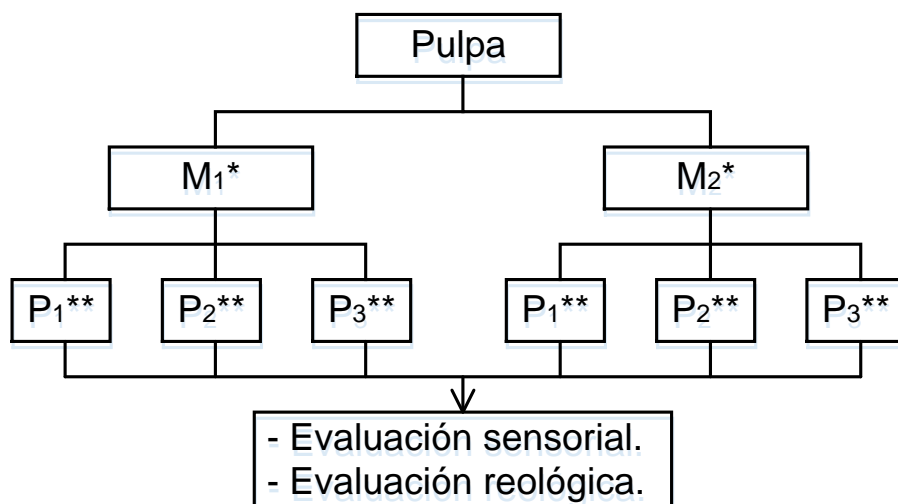 Pulpa
M1* M2*
P1** P2** P3** P1** P2** P3**
- Evaluación sensorial.
- Evaluación reológica.